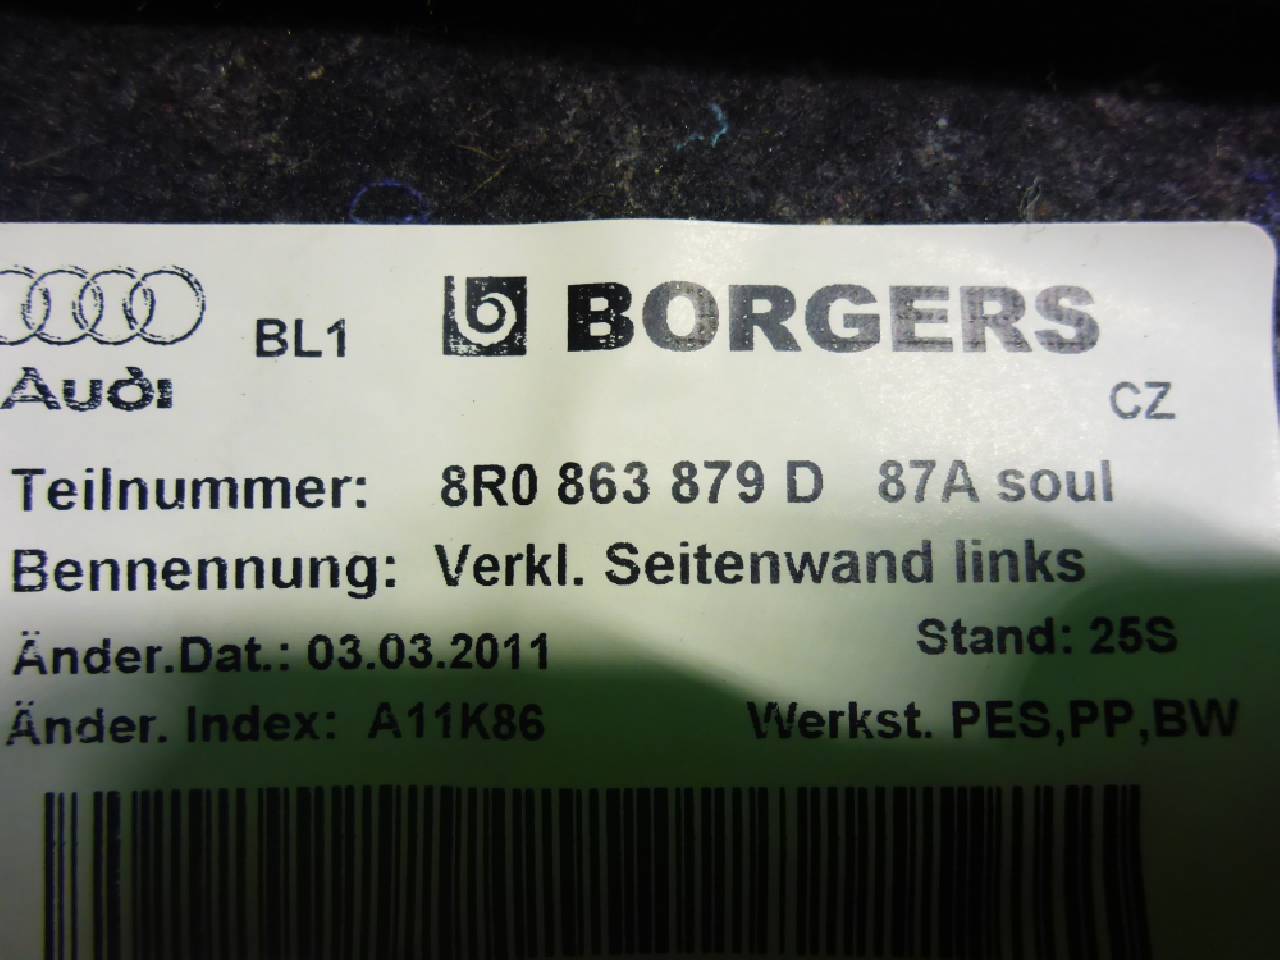 BL1 BORGERS
Audi
CZ
Teilnummer: 8R0 863 879 D 87A soul
Bennennung: Verkl. Seitenwand links
Änder.Dat.: 03.03.2011 Stand: 25S
Änder. Index: A11K86 Werkst. PES,PP,BW